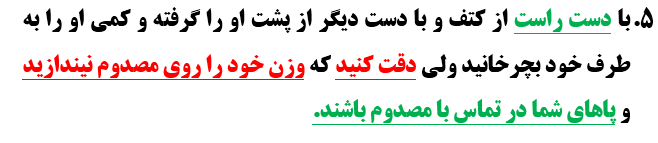 ۵. با دست راست از کتف و با دست دیگر از پشت او را گرفته و کمی او را به
طرف خود بچرخانید ولی دقت کنید که وزن خود را روی مصدوم نیندازید
و پاهای شما در تماس با مصدوم باشند.